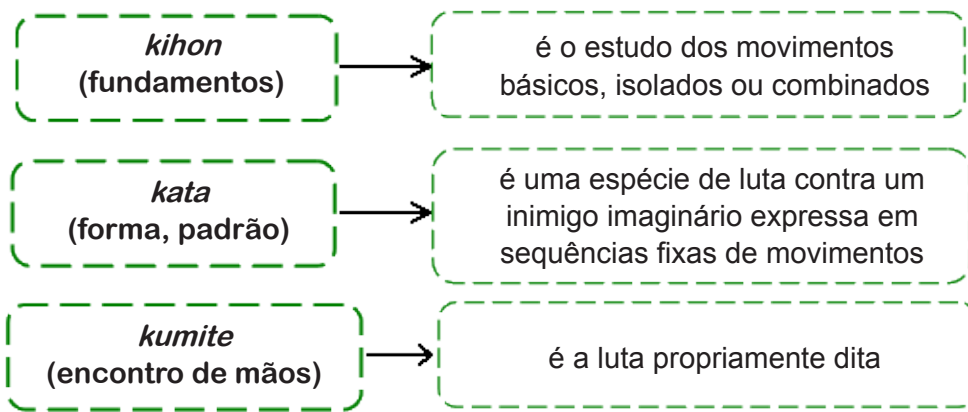 kihon
(fundamentos)
é o estudo dos movimentos
básicos, isolados ou combinados
kata
(forma, padrão)
é uma espécie de luta contra um
inimigo imaginário expressa em
sequências fixas de movimentos
kumite
(encontro de mãos)
é a luta propriamente dita